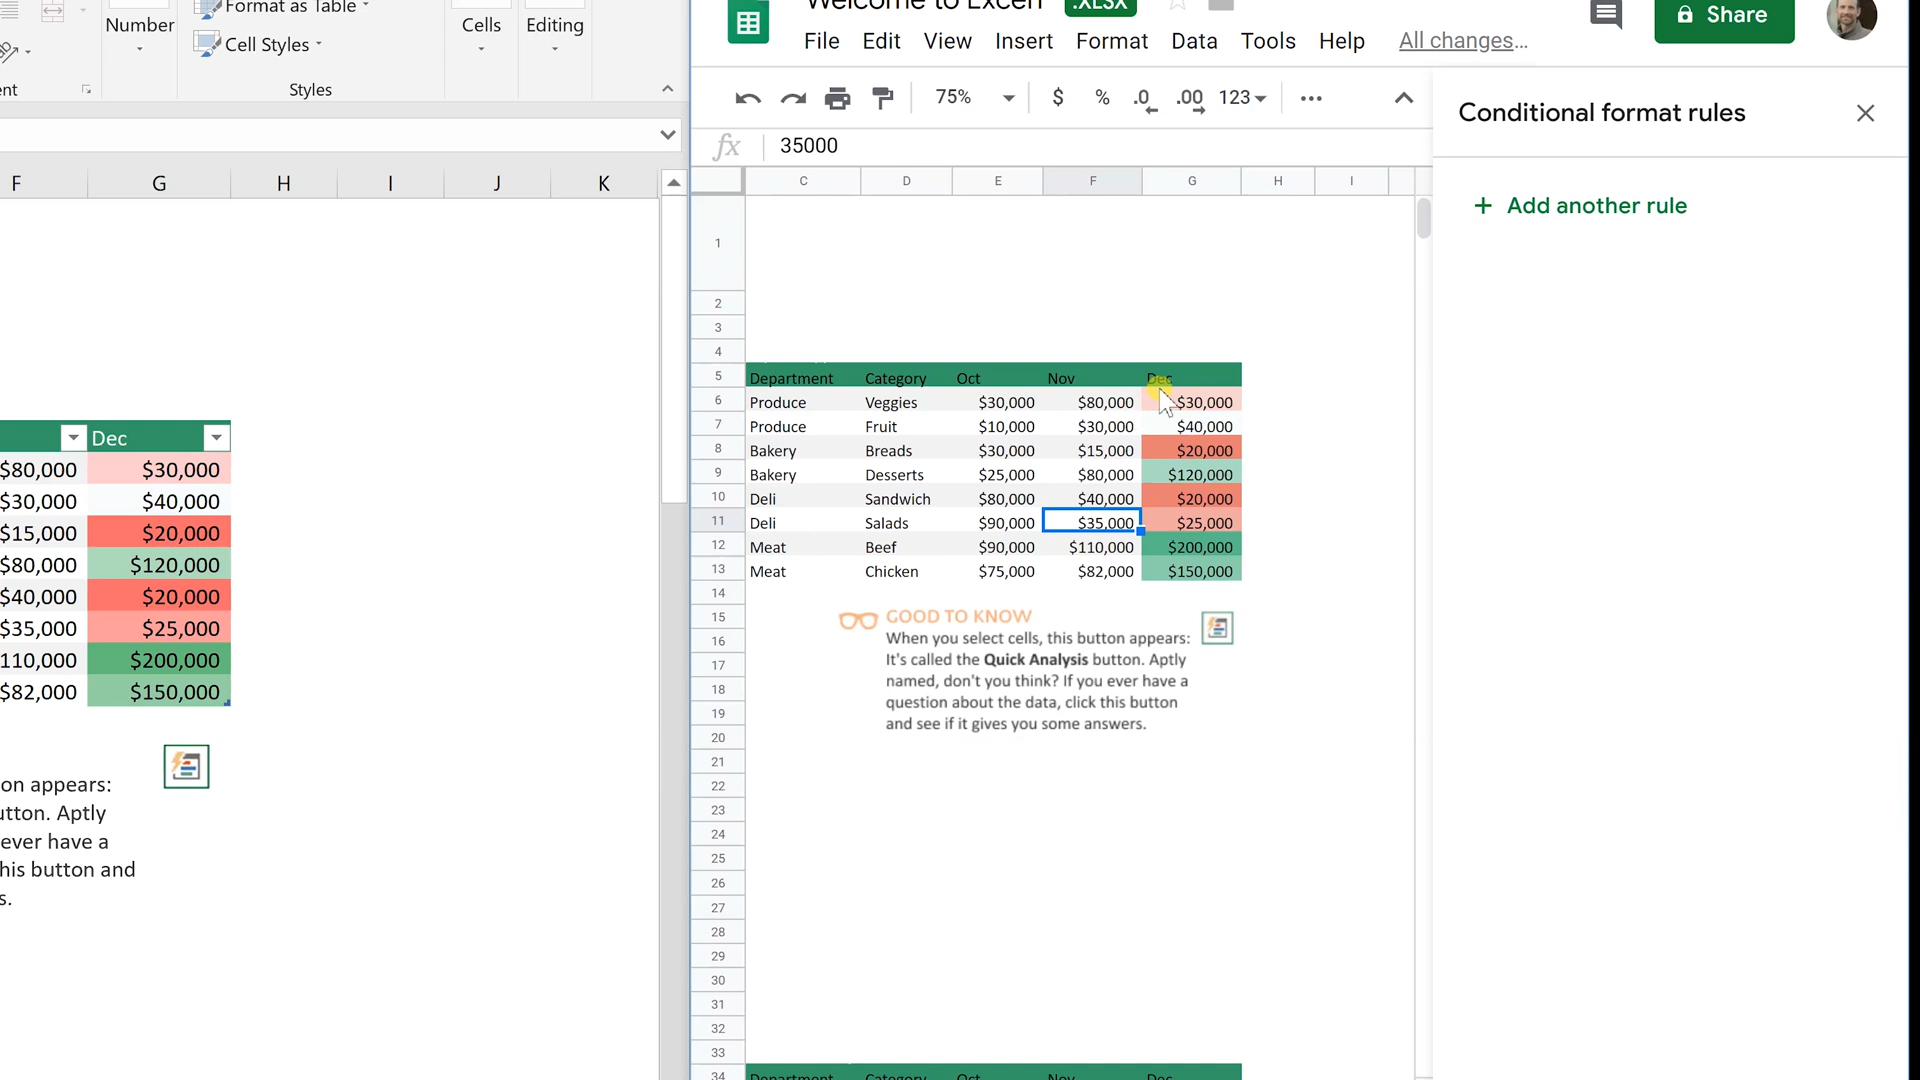 Number
Format as Table
Cell Styles
Styles
Cells
Editing
F G H I J K
Dec
$80,000 $30,000
$30,000 $40,000
$15,000 $20,000
$80,000 $120,000
$40,000 $20,000
$35,000 $25,000
110,000 $200,000
$82,000 $150,000
on appears:
utton. Aptly
ever have a
his button and
s.
.XLSX
Share
File Edit View Insert Format Data Tools Help All changes...
75% $ % .0 .00 123
fx 35000
C D E F G H I
1
2
3
4
5 Department Category Oct Nov Dec
6 Produce Veggies $30,000 $80,000 $30,000
7 Produce Fruit $10,000 $30,000 $40,000
8 Bakery Breads $30,000 $15,000 $20,000
9 Bakery Desserts $25,000 $80,000 $120,000
10 Deli Sandwich $80,000 $40,000 $20,000
11 Deli Salads $90,000 $35,000 $25,000
12 Meat Beef $90,000 $110,000 $200,000
13 Meat Chicken $75,000 $82,000 $150,000
14
15 GOOD TO KNOW
16 When you select cells, this button appears:
17 It's called the Quick Analysis button. Aptly
18 named, don't you think? If you ever have a
19 question about the data, click this button
20 and see if it gives you some answers.
21
22
23
24
25
26
27
28
29
30
31
32
33
34 Department Category Oct Nov Dec
Conditional format rules
+ Add another rule